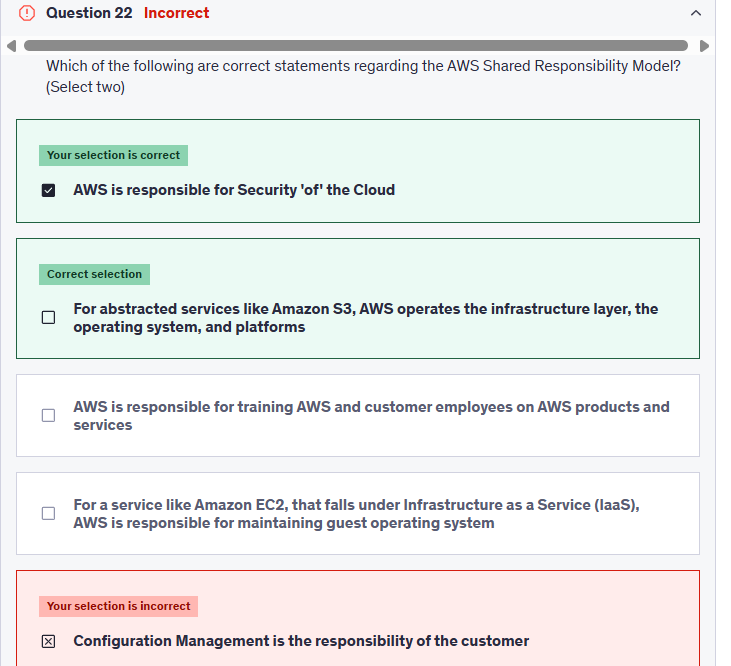 Question 22 Incorrect
Which of the following are correct statements regarding the AWS Shared Responsibility Model?
(Select two)
Your selection is correct
AWS is responsible for Security 'of' the Cloud
Correct selection
For abstracted services like Amazon S3, AWS operates the infrastructure layer, the
operating system, and platforms
AWS is responsible for training AWS and customer employees on AWS products and
services
For a service like Amazon EC2, that falls under Infrastructure as a Service (IaaS),
AWS is responsible for maintaining guest operating system
Your selection is incorrect
Configuration Management is the responsibility of the customer